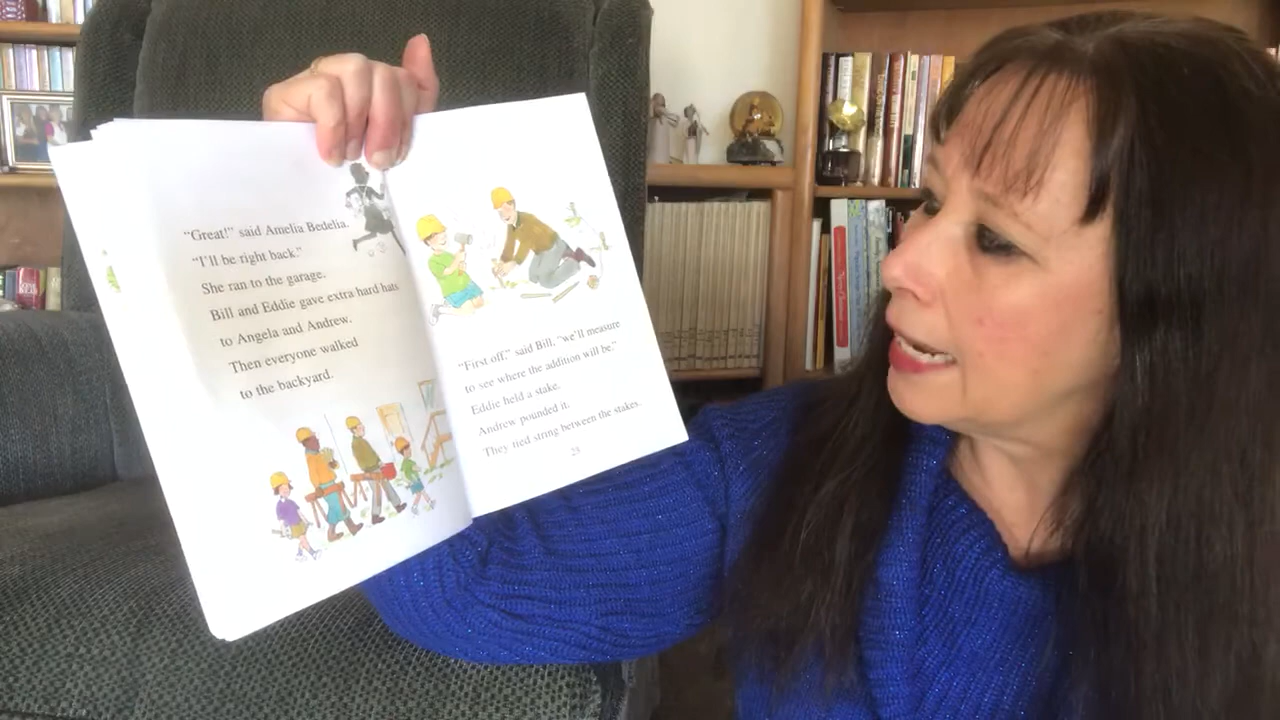 "Great!" said Amelia Bedelia.
"I'll be right back."
She ran to the garage.
Bill and Eddie gave extra hard hats
to Angela and Andrew.
Then everyone walked
to the backyard.
"First off," said Bill, "we'll measure
to see where the addition will be."
Eddie held a stake.
Andrew pounded it.
They tied string between the stakes.